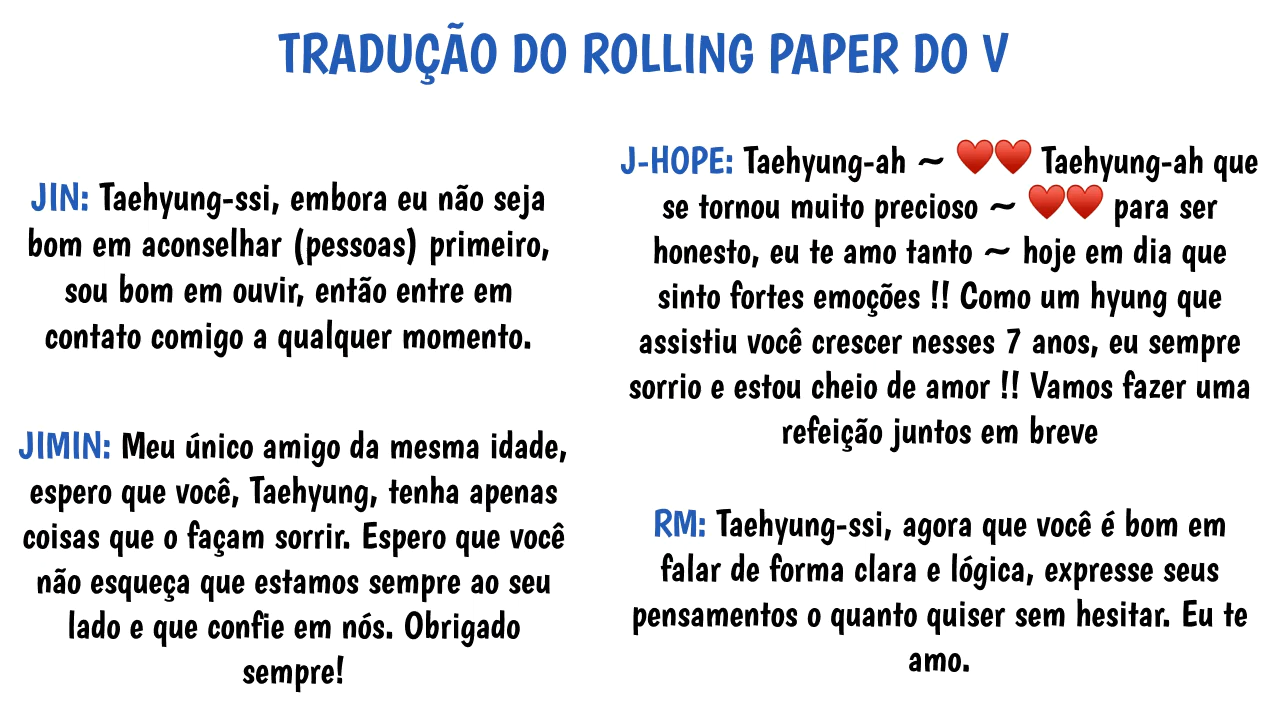 TRADUÇÃO DO ROLLING PAPER DO V
JIN: Taehyung-ssi, embora eu não seja
bom em aconselhar (pessoas) primeiro,
sou bom em ouvir, então entre em
contato comigo a qualquer momento.
JIMIN: Meu único amigo da mesma idade,
espero que você, Taehyung, tenha apenas
coisas que o façam sorrir. Espero que você
não esqueça que estamos sempre ao seu
lado e que confie em nós. Obrigado
sempre!
J-HOPE: Taehyung-ah ~ ♥️♥️ Taehyung-ah que
se tornou muito precioso ~ ♥️♥️ para ser
honesto, eu te amo tanto ~ hoje em dia que
sinto fortes emoções !! Como um hyung que
assistiu você crescer nesses 7 anos, eu sempre
sorrio e estou cheio de amor !! Vamos fazer uma
refeição juntos em breve
RM: Taehyung-ssi, agora que você é bom em
falar de forma clara e lógica, expresse seus
pensamentos o quanto quiser sem hesitar. Eu te
amo.